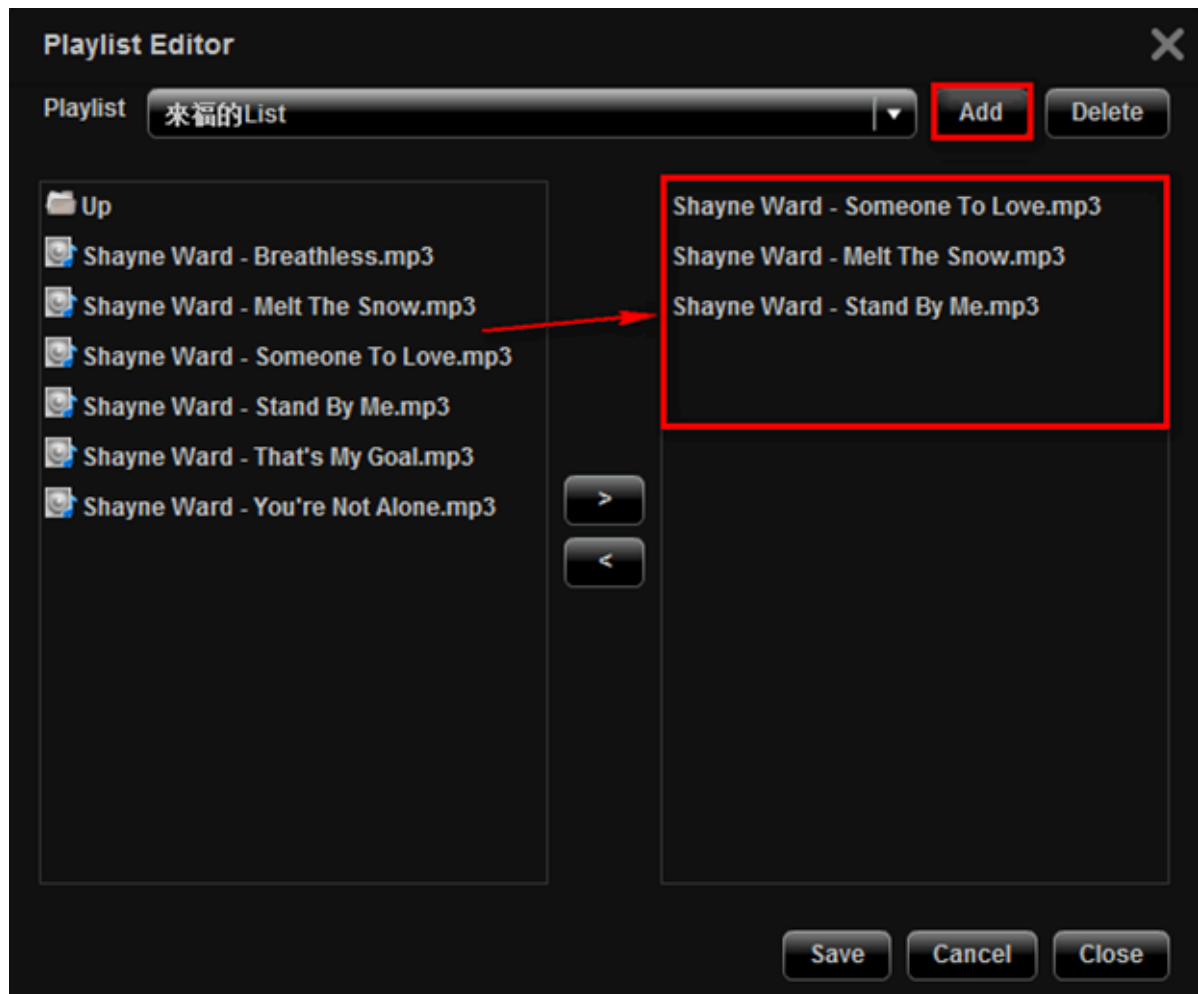 Playlist Editor
Playlist 來福的List Add Delete
Up
Shayne Ward - Breathless.mp3
Shayne Ward - Melt The Snow.mp3
Shayne Ward - Someone To Love.mp3
Shayne Ward - Stand By Me.mp3
Shayne Ward - That's My Goal.mp3
Shayne Ward - You're Not Alone.mp3
>
<
Shayne Ward - Someone To Love.mp3
Shayne Ward - Melt The Snow.mp3
Shayne Ward - Stand By Me.mp3
Save Cancel Close